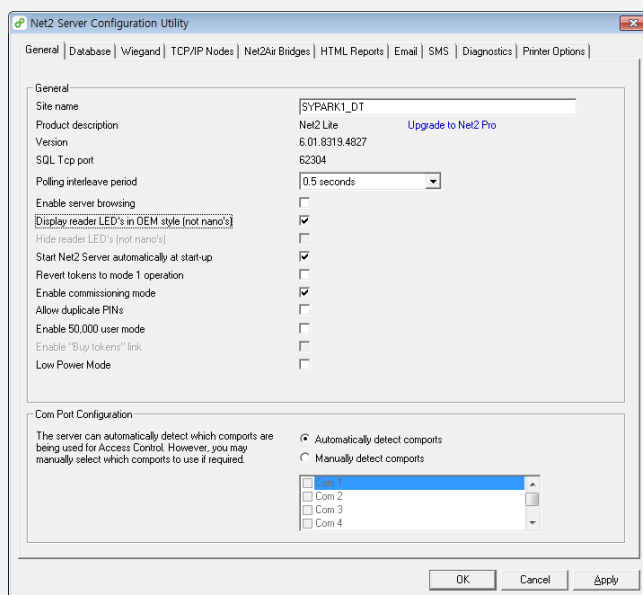 Net2 Server Configuration Utility
General Database Wiegand TCP/IP Nodes Net2Air Bridges HTML Reports Email SMS Diagnostics Printer Options
General
Site name SYPARK1_DT
Product description Net2 Lite Upgrade to Net2 Pro
Version 6.01.8319.4827
SQL Tcp port 62304
Polling interleave period 0.5 seconds
Enable server browsing
Display reader LED's in OEM style (not nano's)
Hide reader LED's (not nano's)
Start Net2 Server automatically at start-up
Revert tokens to mode 1 operation
Enable commissioning mode
Allow duplicate PINs
Enable 50,000 user mode
Enable "Buy tokens" link
Low Power Mode
Com Port Configuration
The server can automatically detect which comports are
being used for Access Control. However, you may
manually select which comports to use if required.
Automatically detect comports
Manually detect comports
Com 1
Com 2
Com 3
Com 4
OK Cancel Apply